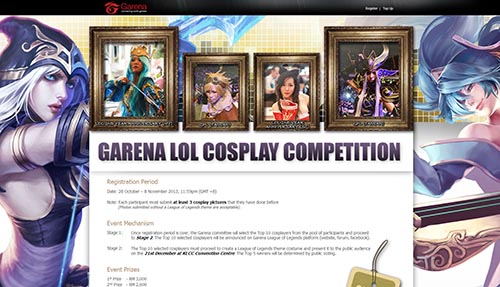 Garena
Register | Top Up
GARENA LOL COSPLAY COMPETITION
Registration Period
Date: 28 October - 8 November 2013, 11:59pm (GMT +8)
Note: Each participant must submit at least 3 cosplay pictures that they have done before
(Photos submitted without a League of Legends theme are acceptable)
Event Mechanism
Stage 1: Once registration period is over, the Garena committee will select the Top 10 cosplayers from the pool of participants and proceed
to Stage 2. The Top 10 selected cosplayers will be announced on Garena League of Legends platform (website, forum, facebook).
Stage 2: The Top 10 selected cosplayers must proceed to create a League of Legends theme costume and present it to the public audience
on the 21st December at KLCC Convention Centre. The Top 5 winners will be determined by public voting.
Event Prizes
1st Prize - RM 3,000
2nd Prize - RM 2,000